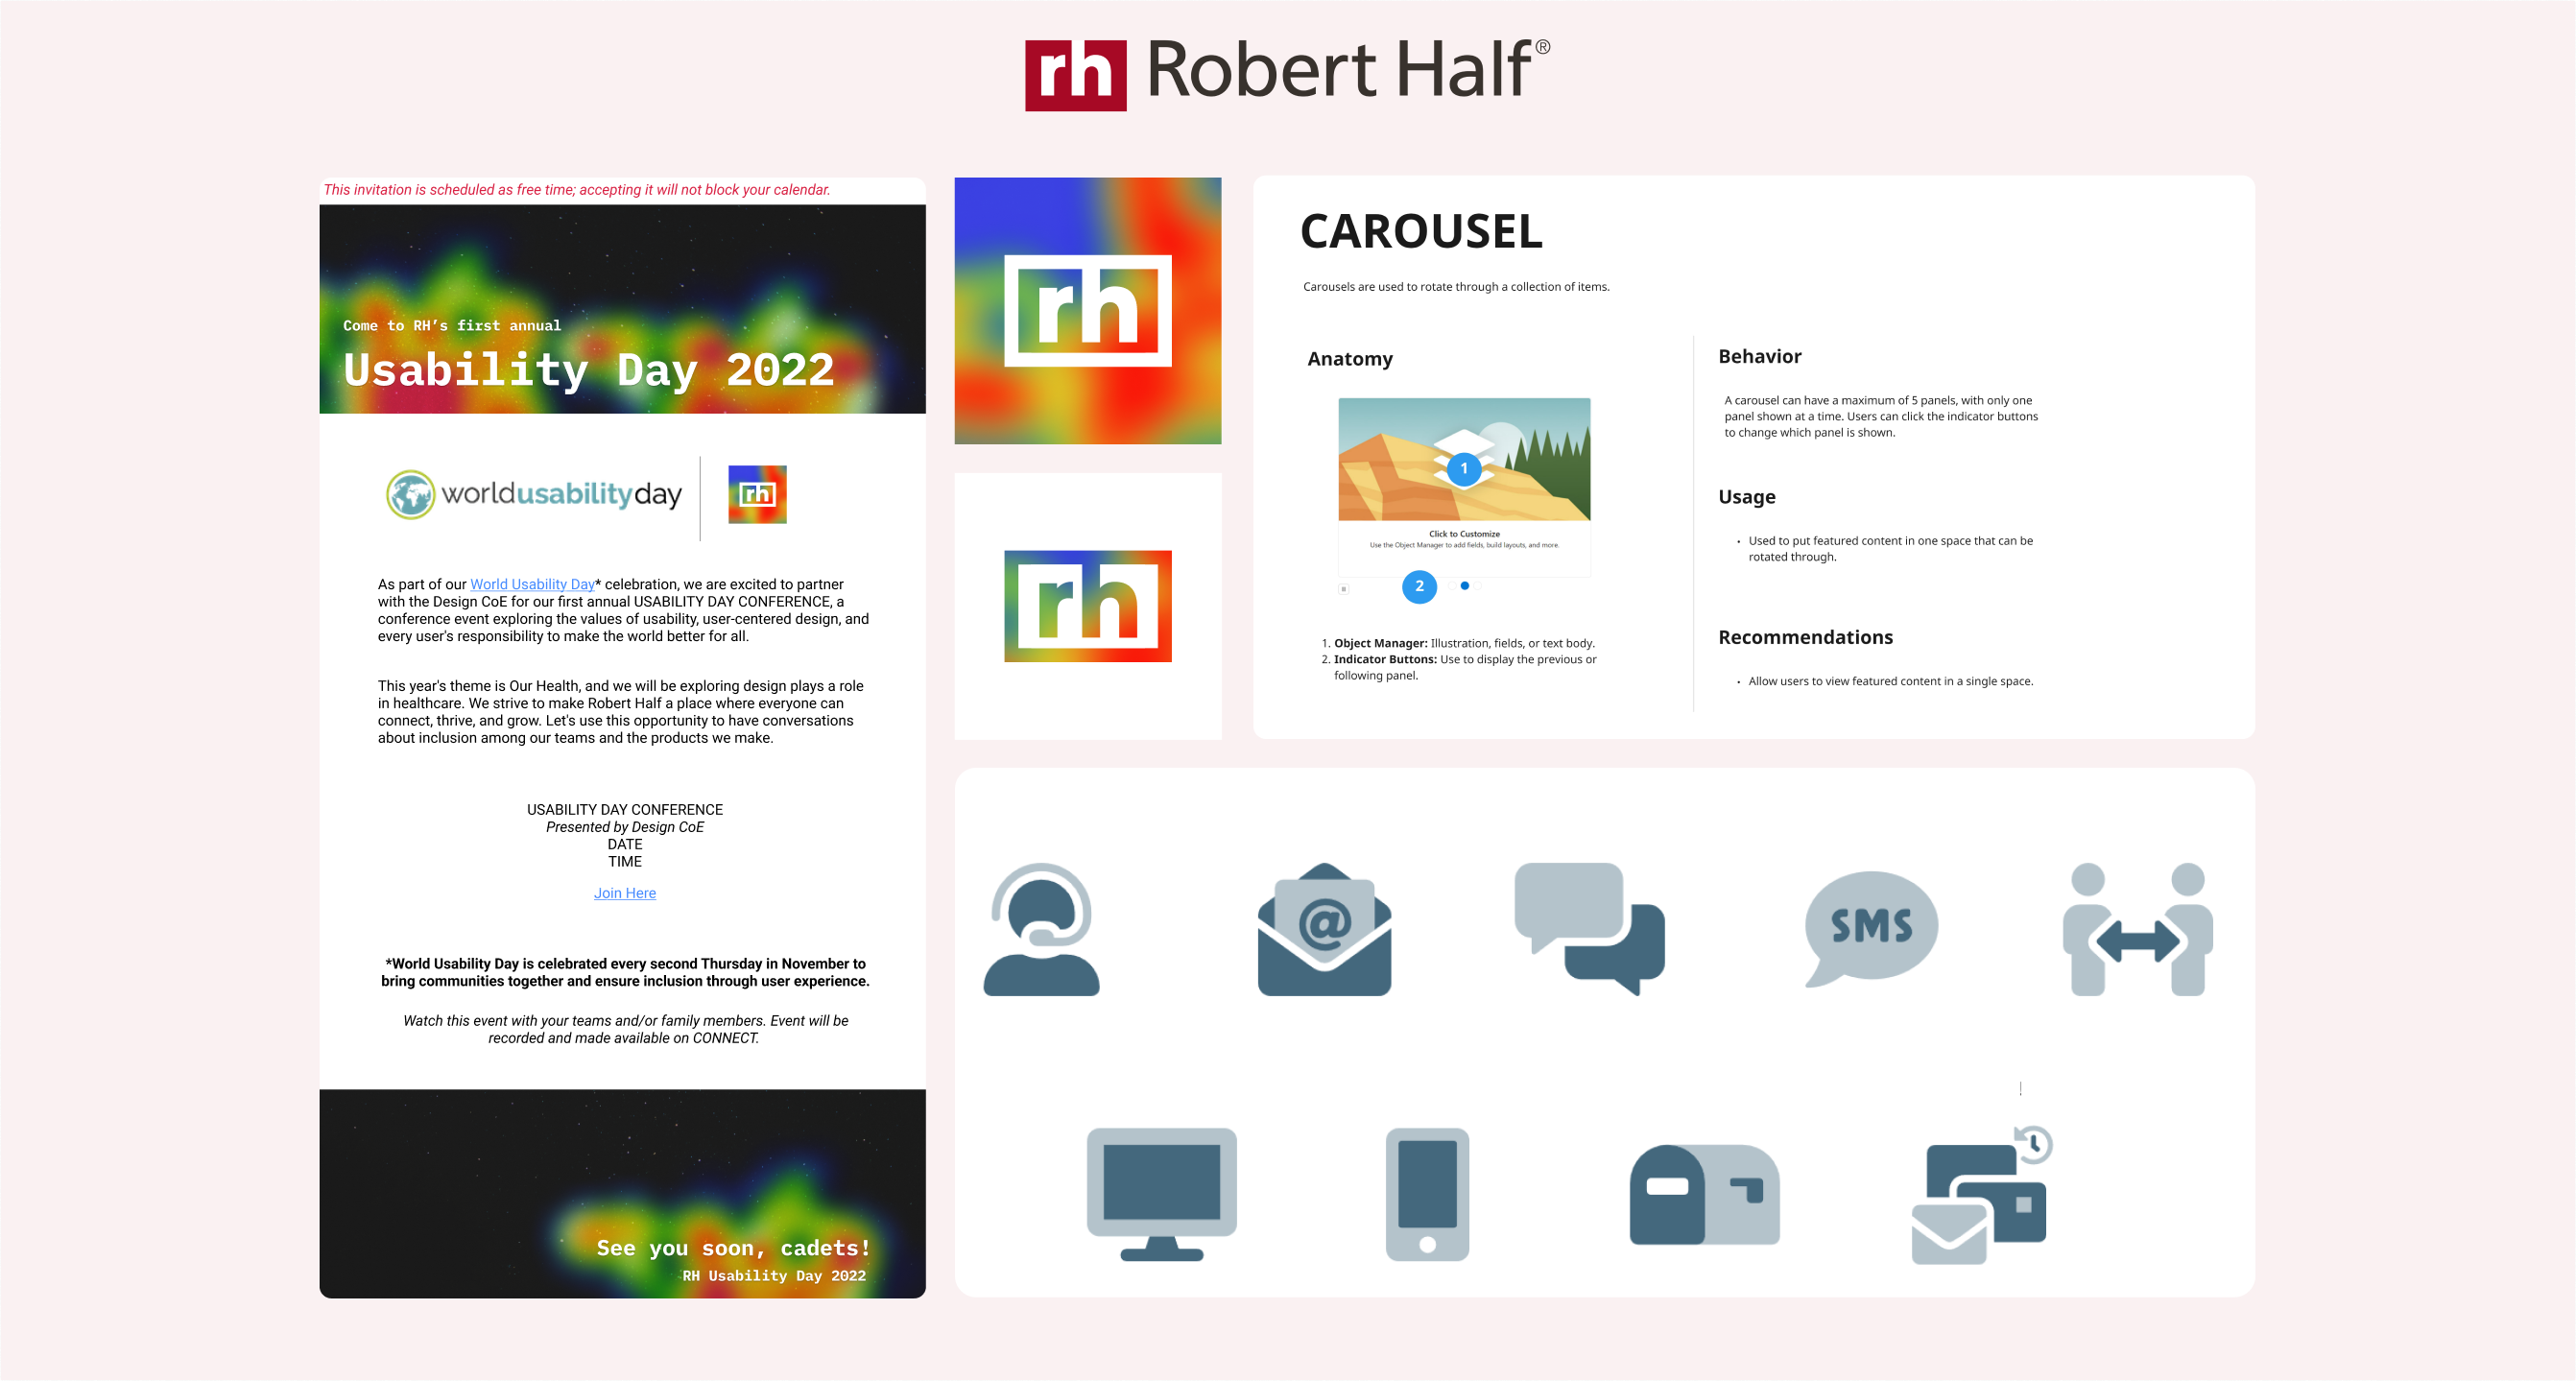 rh Robert Half®
This invitation is scheduled as free time; accepting it will not block your calendar.
Come to RH's first annual
Usability Day 2022
worldusabilityday
rh
As part of our World Usability Day* celebration, we are excited to partner
with the Design CoE for our first annual USABILITY DAY CONFERENCE, a
conference event exploring the values of usability, user-centered design, and
every user's responsibility to make the world better for all.
This year's theme is Our Health, and we will be exploring design plays a role
in healthcare. We strive to make Robert Half a place where everyone can
connect, thrive, and grow. Let's use this opportunity to have conversations
about inclusion among our teams and the products we make.
USABILITY DAY CONFERENCE
Presented by Design CoE
DATE
TIME
Join Here
*World Usability Day is celebrated every second Thursday in November to
bring communities together and ensure inclusion through user experience.
Watch this event with your teams and/or family members. Event will be
recorded and made available on CONNECT.
See you soon, cadets!
RH Usability Day 2022
rh
rh
CAROUSEL
Carousels are used to rotate through a collection of items.
Anatomy
1
Click to Customize
Use the Object Manager to add fields, build layouts, and more.
2
1. Object Manager: Illustration, fields, or text body.
2. Indicator Buttons: Use to display the previous or
following panel.
Behavior
A carousel can have a maximum of 5 panels, with only one
panel shown at a time. Users can click the indicator buttons
to change which panel is shown.
Usage
• Used to put featured content in one space that can be
rotated through.
Recommendations
• Allow users to view featured content in a single space.
@
SMS
!